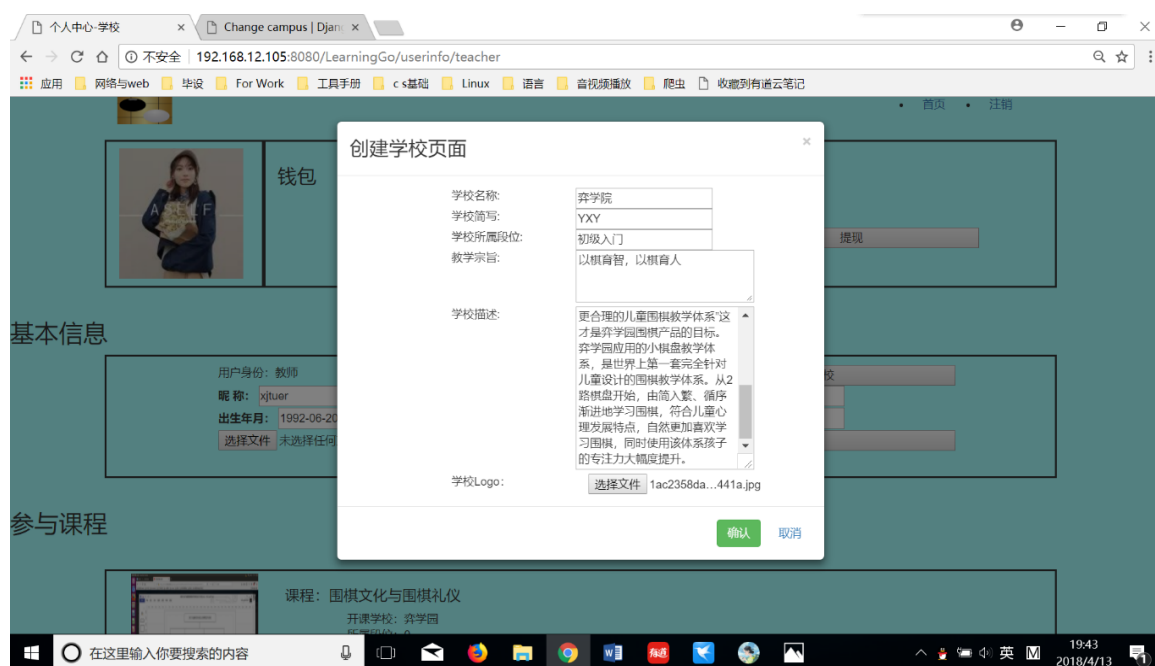 个人中心-学校
Change campus | Djan
不安全 192.168.12.105:8080/LearningGo/userinfo/teacher
应用 网络与web 毕设 For Work 工具手册 c s基础 Linux 语言 音视频播放 爬虫 收藏到有道云笔记
首页 注销
创建学校页面
钱包
ASELF
提现
学校名称: 弈学院
学校简写: YXY
学校所属段位: 初级入门
教学宗旨: 以棋育智，以棋育人
学校描述: 更合理的儿童围棋教学体系"这
才是弈学园围棋产品的目标。
弈学园应用的小棋盘教学体
系，是世界上第一套完全针对
儿童设计的围棋教学体系。从2
路棋盘开始，由简入繁、循序
渐进地学习围棋，符合儿童心
理发展特点，自然更加喜欢学
习围棋，同时使用该体系孩子
的专注力大幅度提升。
学校Logo: 选择文件 1ac2358da...441a.jpg
确认 取消
基本信息
用户身份: 教师
校
昵 称: xjtuer
出生年月: 1992-06-20
选择文件 未选择任何
参与课程
课程: 围棋文化与围棋礼仪
开课学校: 弈学园
在这里输入你要搜索的内容
英
19:43
2018/4/13